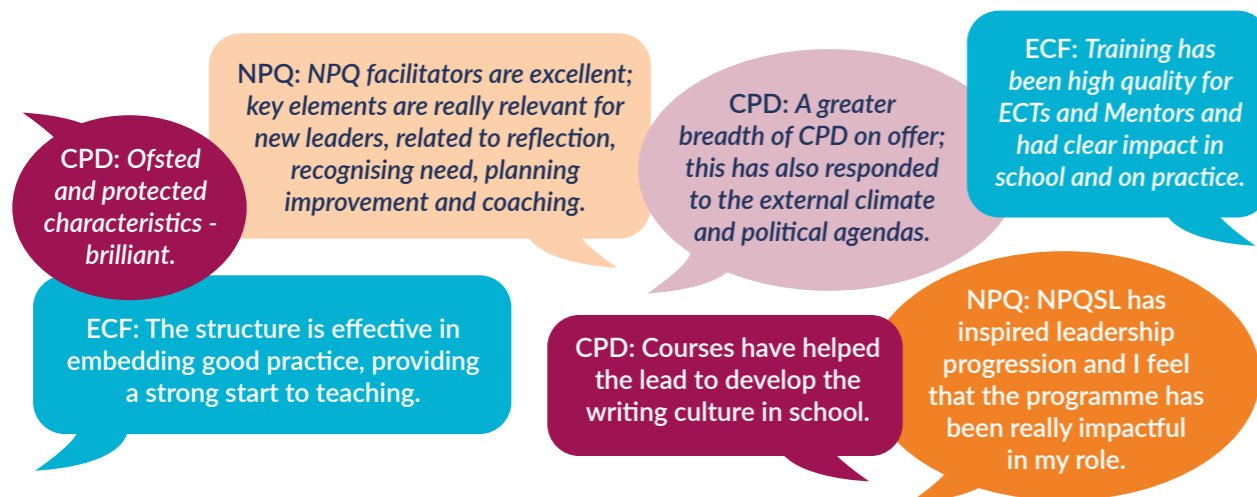 CPD: Ofsted
and protected
characteristics -
brilliant.
NPQ: NPQ facilitators are excellent;
key elements are really relevant for
new leaders, related to reflection,
recognising need, planning
improvement and coaching.
CPD: A greater
breadth of CPD on offer;
this has also responded
to the external climate
and political agendas.
ECF: Training has
been high quality for
ECTs and Mentors and
had clear impact in
school and on practice.
ECF: The structure is effective in
embedding good practice, providing
a strong start to teaching.
CPD: Courses have helped
the lead to develop the
writing culture in school.
NPQ: NPQSL has
inspired leadership
progression and I feel
that the programme has
been really impactful
in my role.